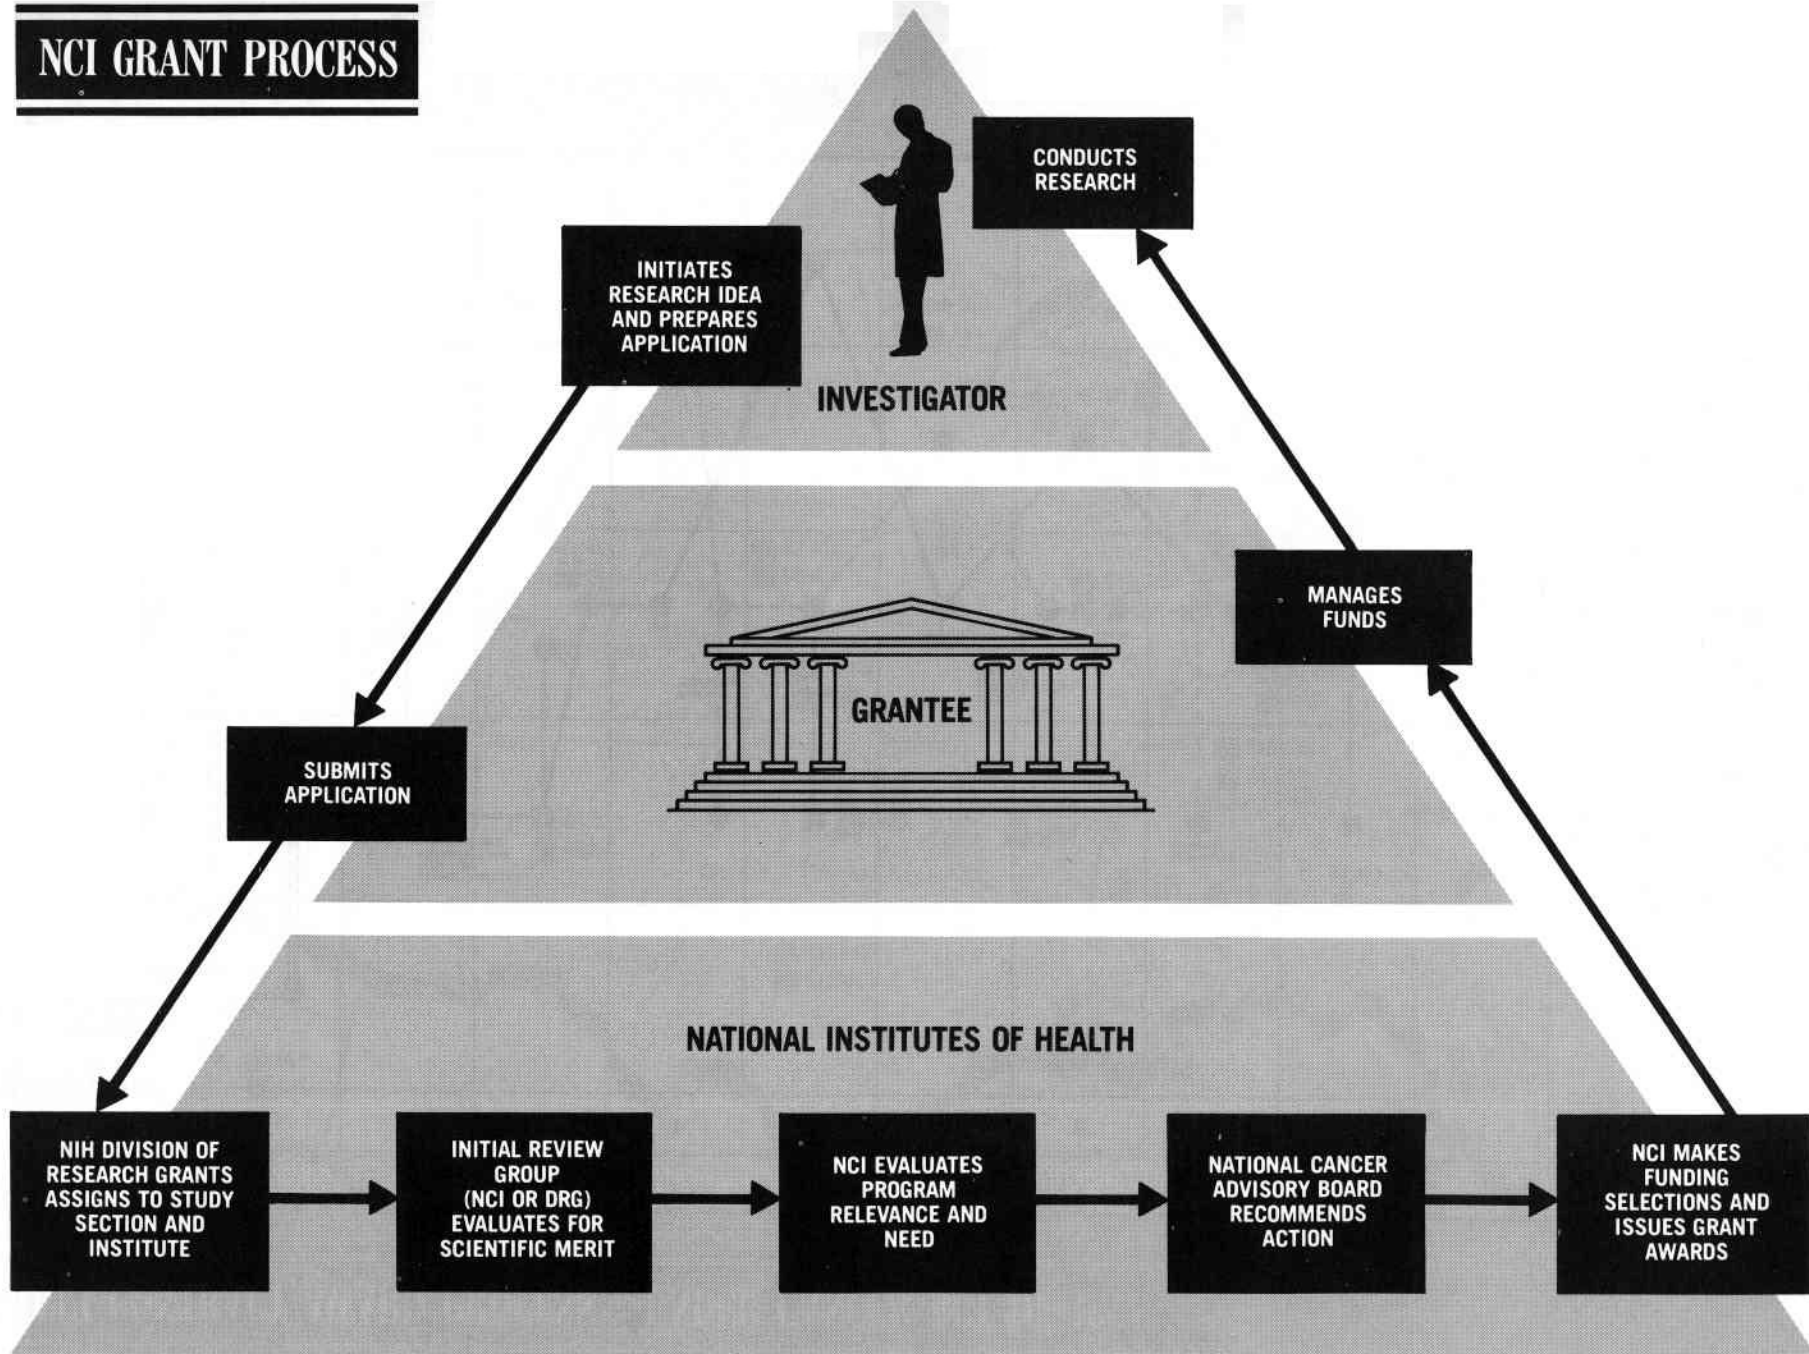 NCI GRANT PROCESS
CONDUCTS
RESEARCH
INITIATES
RESEARCH IDEA
AND PREPARES
APPLICATION
INVESTIGATOR
MANAGES
FUNDS
GRANTEE
SUBMITS
APPLICATION
NATIONAL INSTITUTES OF HEALTH
NIH DIVISION OF
RESEARCH GRANTS
ASSIGNS TO STUDY
SECTION AND
INSTITUTE
INITIAL REVIEW
GROUP
(NCI OR DRG)
EVALUATES FOR
SCIENTIFIC MERIT
NCI EVALUATES
PROGRAM
RELEVANCE AND
NEED
NATIONAL CANCER
ADVISORY BOARD
RECOMMENDS
ACTION
NCI MAKES
FUNDING
SELECTIONS AND
ISSUES GRANT
AWARDS